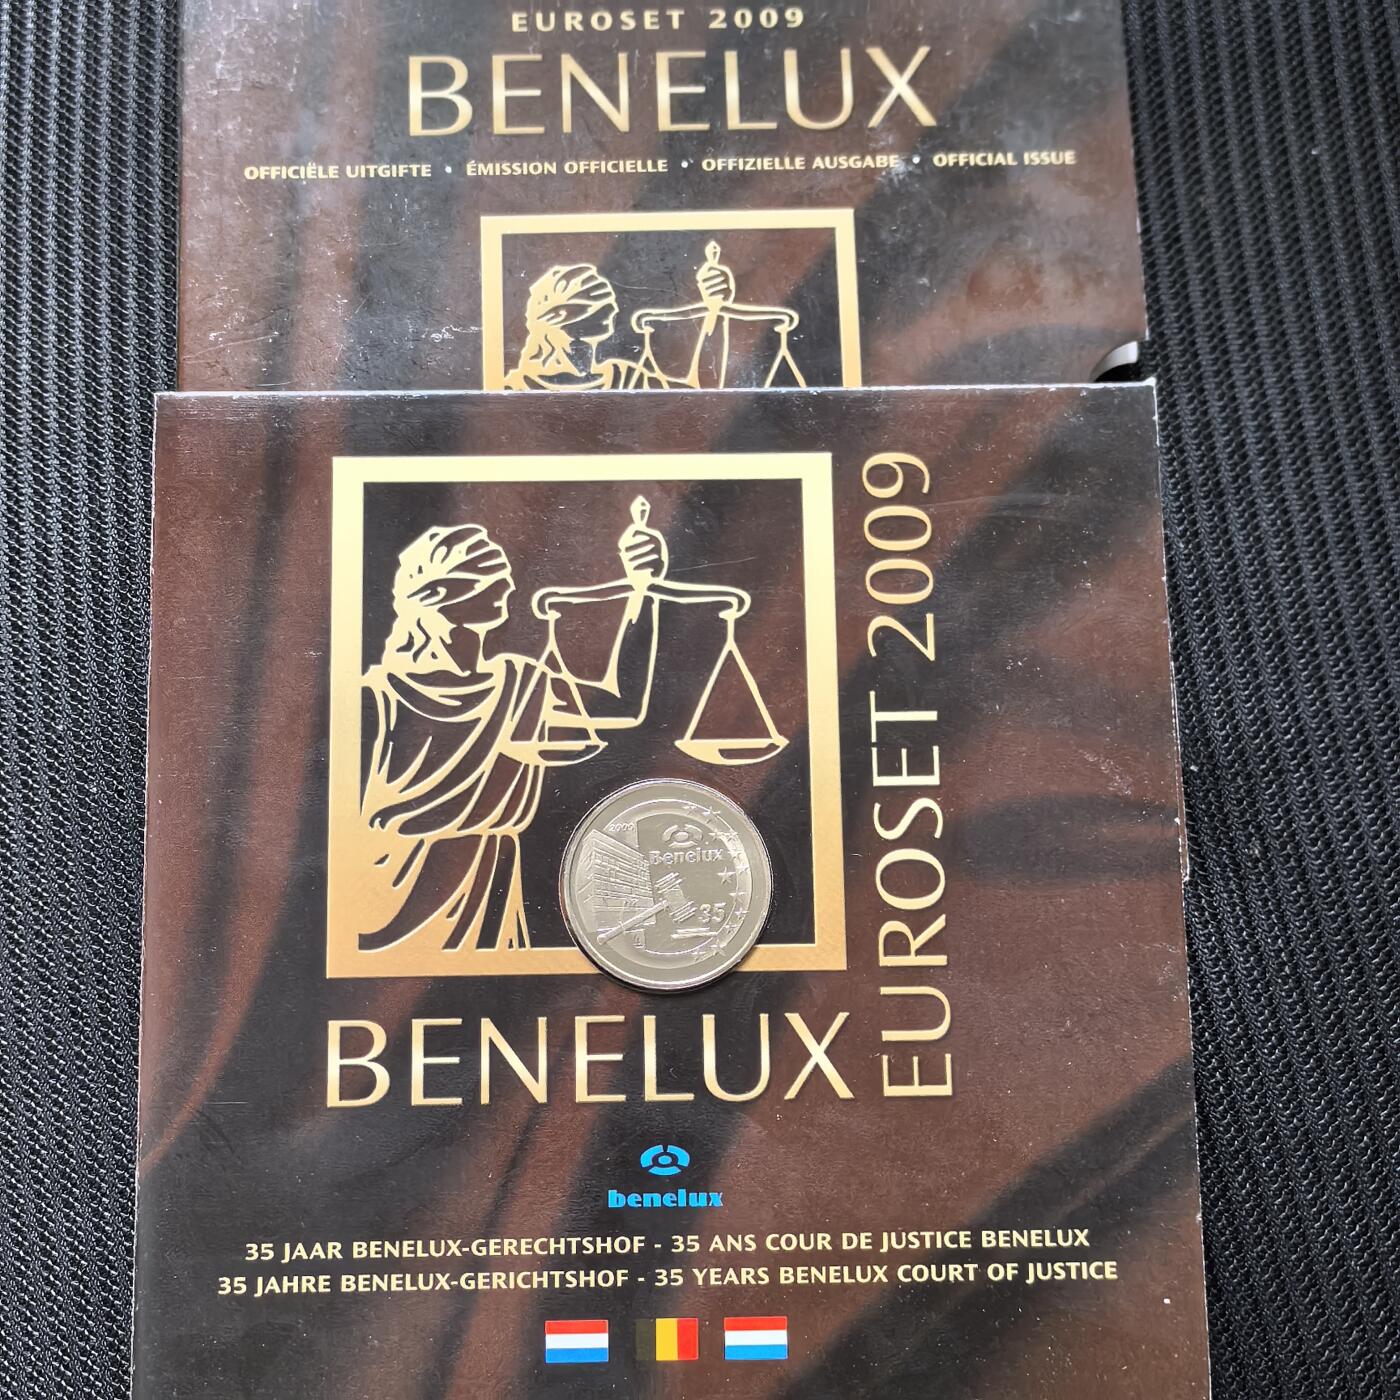 EUROSET 2009
BENELUX
OFFICIËLE UITGIFTE • ÉMISSION OFFICIELLE • OFFIZIELLE AUSGABE • OFFICIAL ISSUE
EUROSET 2009
2009
Benelux
35
BENELUX
benelux
35 JAAR BENELUX-GERECHTSHOF - 35 ANS COUR DE JUSTICE BENELUX
35 JAHRE BENELUX-GERICHTSHOF - 35 YEARS BENELUX COURT OF JUSTICE